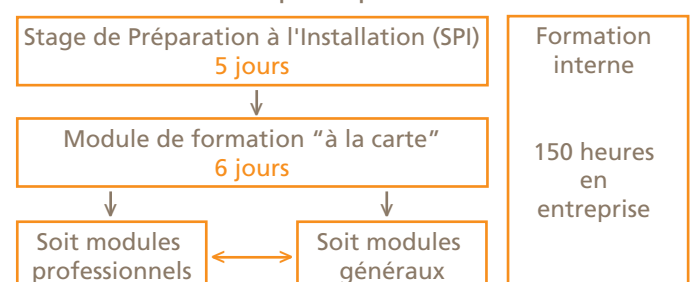 Stage de Préparation à l'Installation (SPI)
5 jours
Module de formation “à la carte”
6 jours
Soit modules
professionnels
Soit modules
généraux
Formation
interne
150 heures
en
entreprise